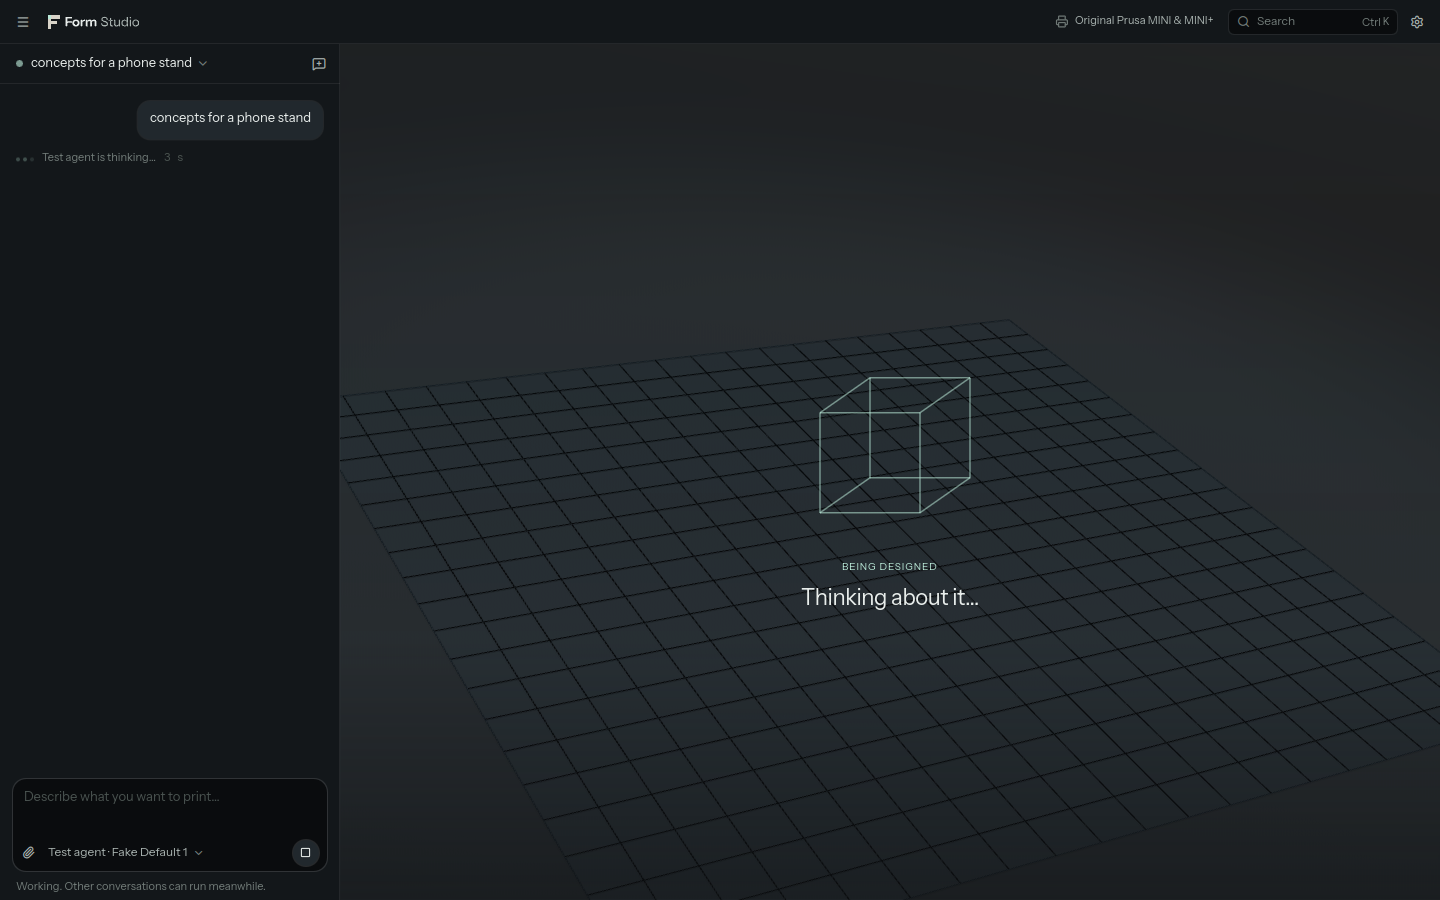 Form Studio
Original Prusa MINI & MINI+
Search
Ctrl K
concepts for a phone stand
concepts for a phone stand
Test agent is thinking... 3 s
BEING DESIGNED
Thinking about it...
Describe what you want to print...
Test agent · Fake Default 1
Working. Other conversations can run meanwhile.